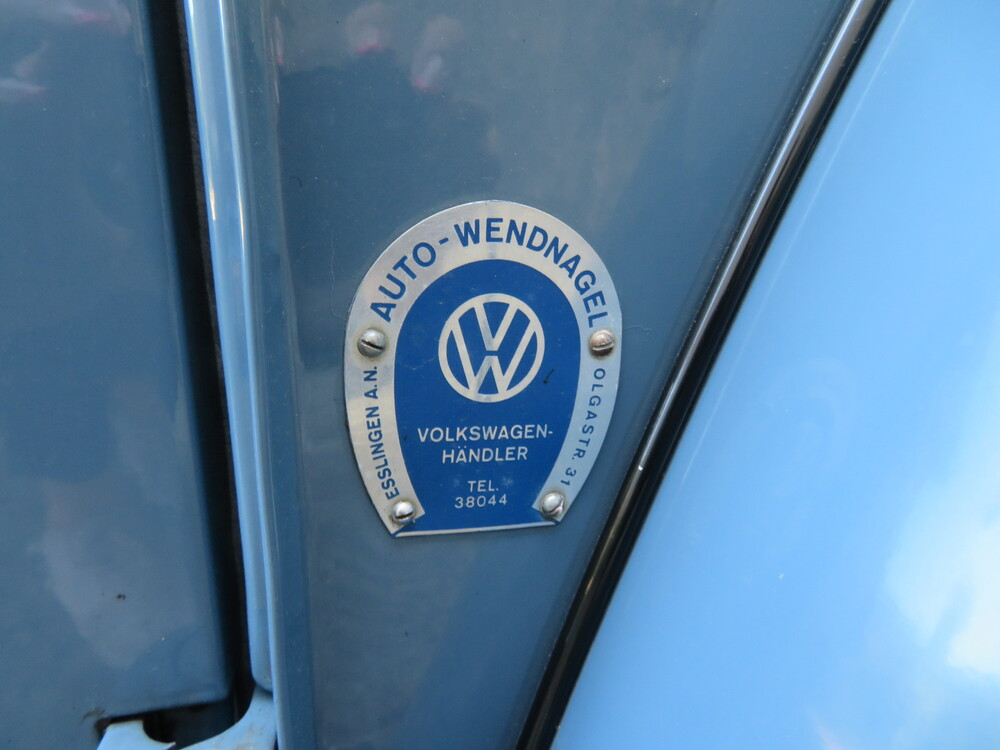 AUTO-WENDNAGEL
ESSLINGEN A.N.
OLGASTR. 31
VW
VOLKSWAGEN-
HÄNDLER
TEL.
38044